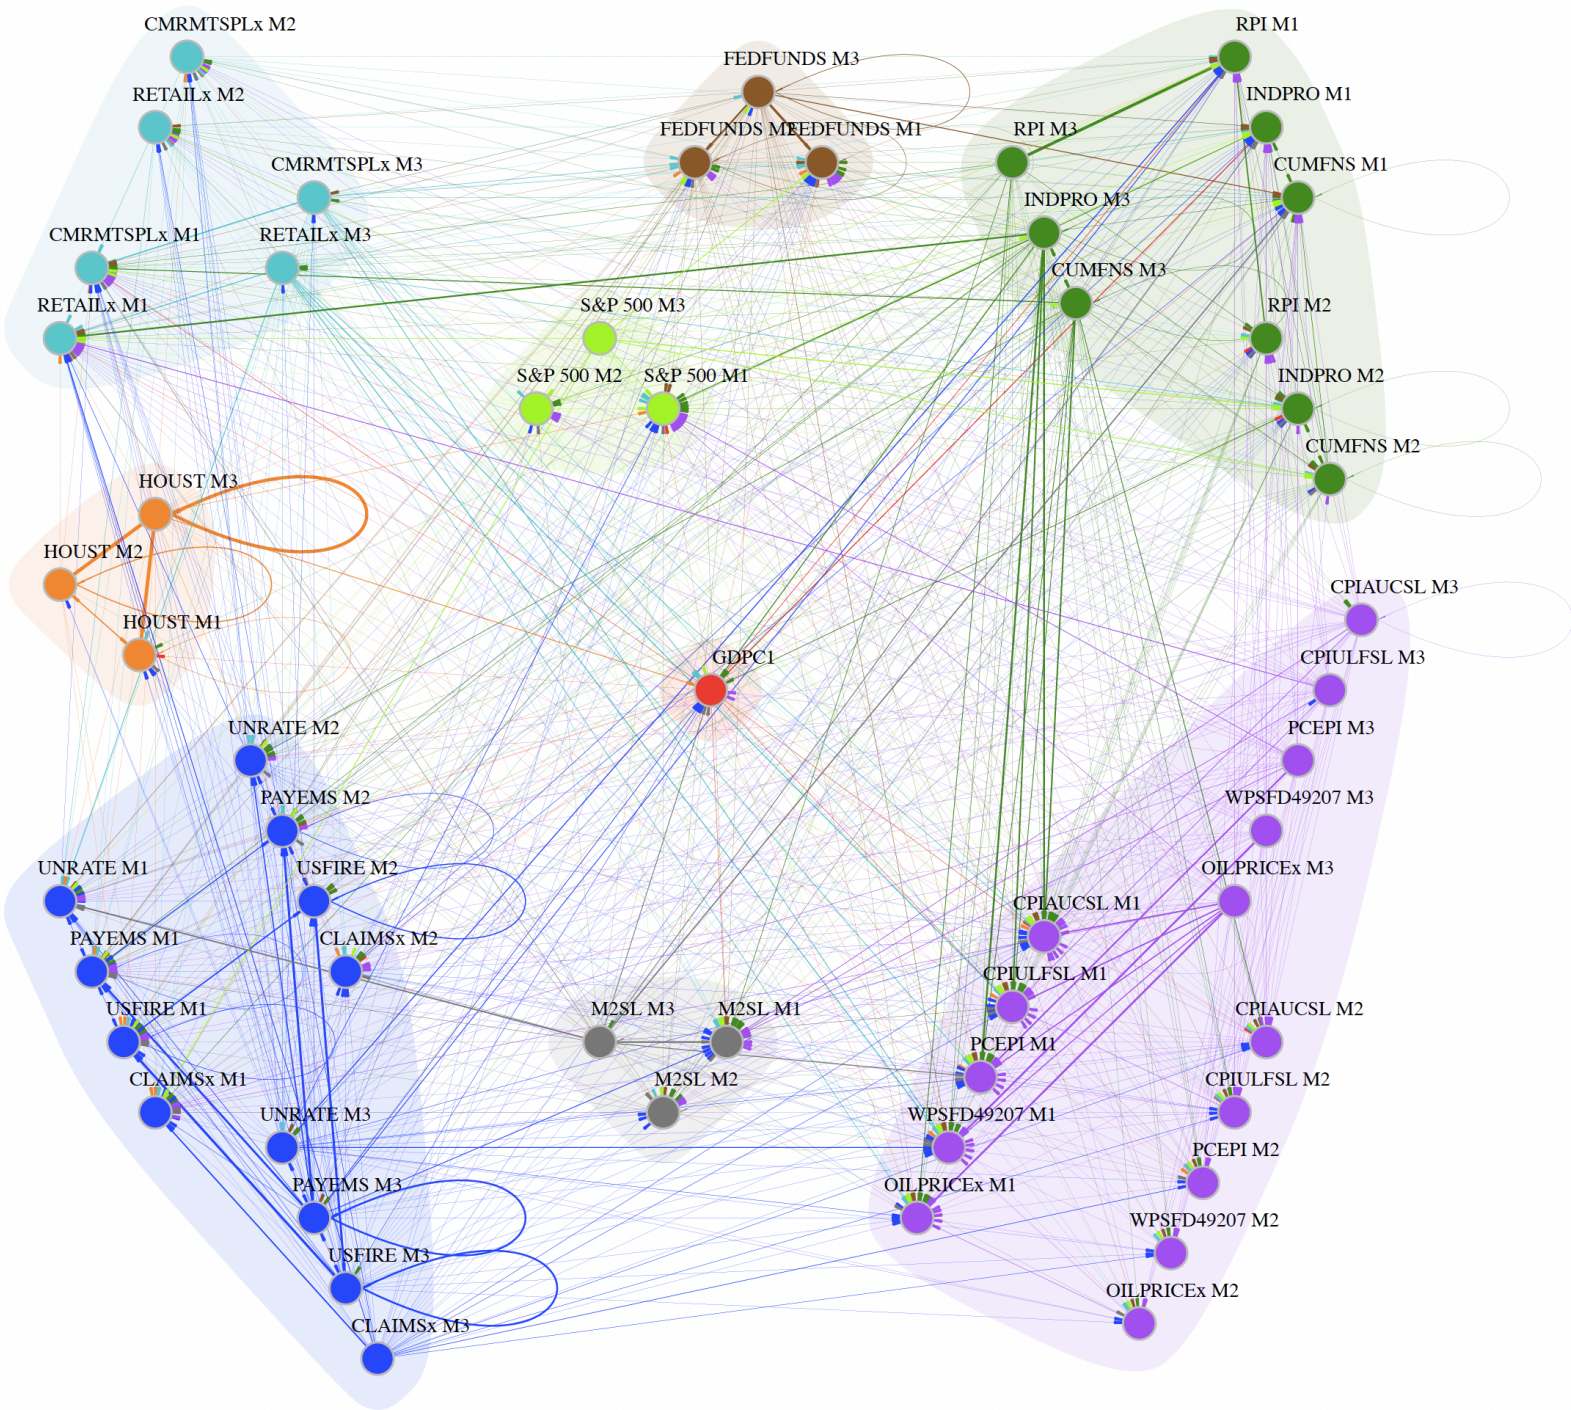 CMRMTSPLx M2
RPI M1
FEDFUNDS M3
RETAILx M2
INDPRO M1
FEDFUNDS M2
FEDFUNDS M1
RPI M3
CMRMTSPLx M3
CUMFNS M1
INDPRO M3
CMRMTSPLx M1
RETAILx M3
CUMFNS M3
RETAILx M1
S&P 500 M3
RPI M2
S&P 500 M2
S&P 500 M1
INDPRO M2
CUMFNS M2
HOUST M3
HOUST M2
CPIAUCSL M3
HOUST M1
GDPC1
CPIULFSL M3
UNRATE M2
PCEPI M3
PAYEMS M2
WPSFD49207 M3
UNRATE M1
USFIRE M2
OILPRICEx M3
CPIAUCSL M1
PAYEMS M1
CLAIMSx M2
CPIULFSL M1
USFIRE M1
M2SL M3
M2SL M1
CPIAUCSL M2
PCEPI M1
CLAIMSx M1
M2SL M2
CPIULFSL M2
UNRATE M3
WPSFD49207 M1
PCEPI M2
PAYEMS M3
OILPRICEx M1
WPSFD49207 M2
USFIRE M3
OILPRICEx M2
CLAIMSx M3